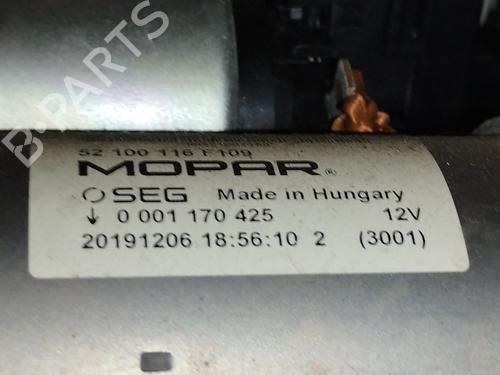 B-PARTS
52 100 116 F109
MOPAR®
SEG Made in Hungary
↓ 0 001 170 425 12V
20191206 18:56:10 2 (3001)